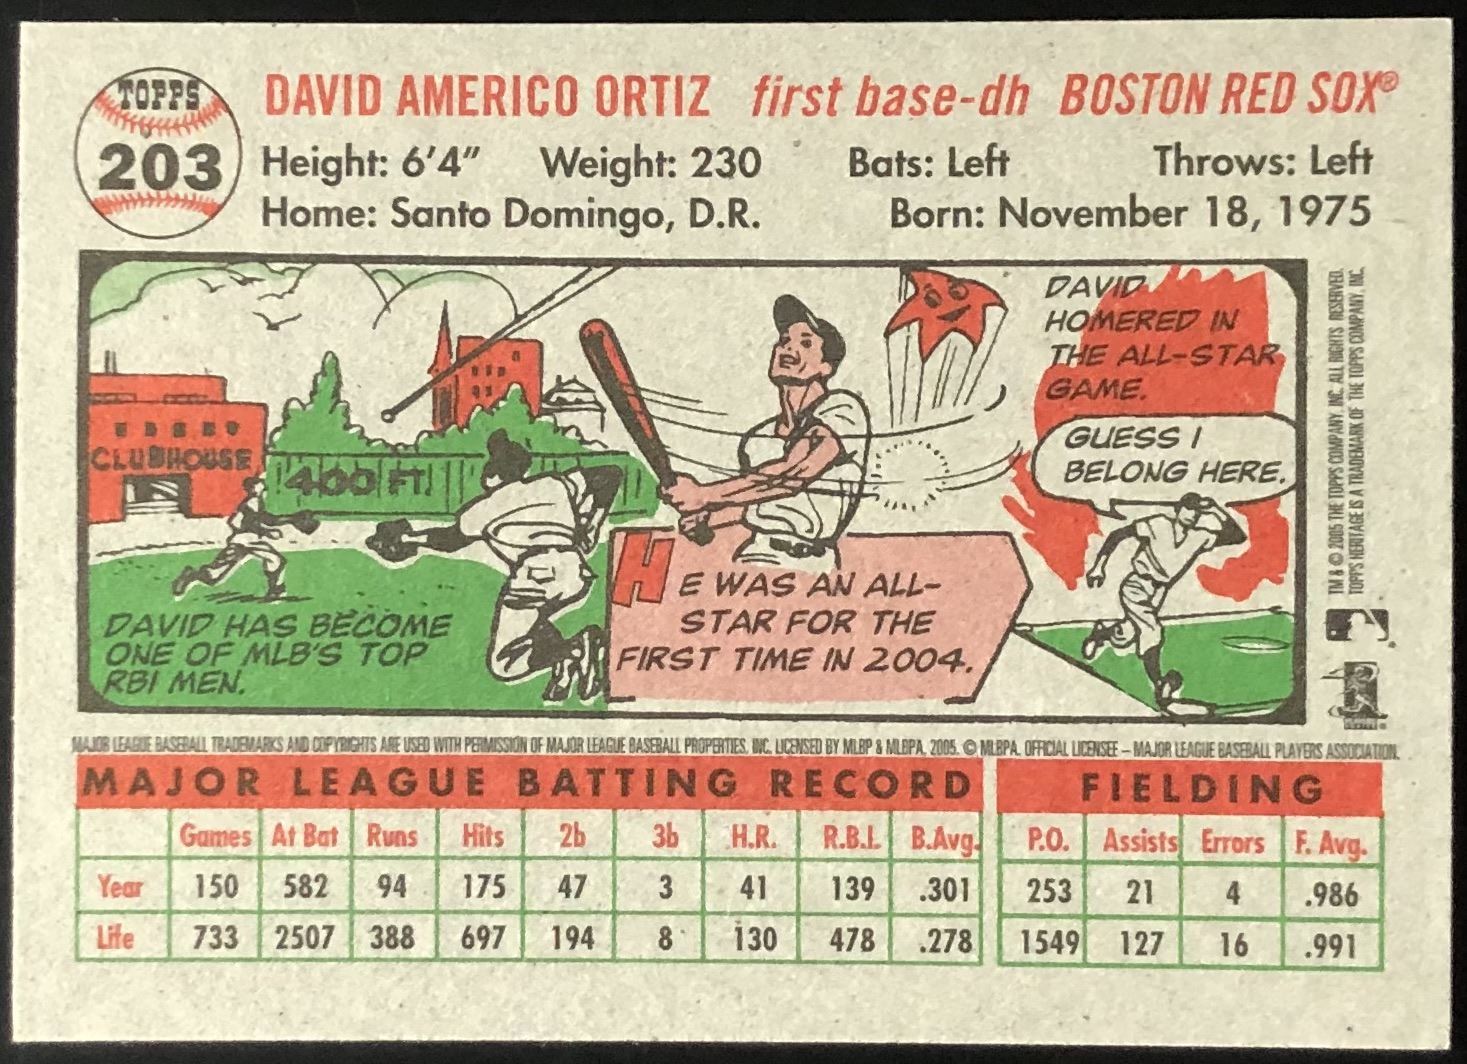 TOPPS
203
DAVID AMERICO ORTIZ first base-dh BOSTON RED SOX®
Height: 6'4" Weight: 230 Bats: Left Throws: Left
Home: Santo Domingo, D.R. Born: November 18, 1975
CLUBHOUSE
400 FT.
DAVID HAS BECOME
ONE OF MLB'S TOP
RBI MEN.
HE WAS AN ALL-
STAR FOR THE
FIRST TIME IN 2004.
DAVID
HOMERED IN
THE ALL-STAR
GAME.
GUESS I
BELONG HERE.
TM & © 2005 THE TOPPS COMPANY, INC. ALL RIGHTS RESERVED.
TOPPS HERITAGE IS A TRADEMARK OF THE TOPPS COMPANY, INC.
MAJOR LEAGUE BASEBALL TRADEMARKS AND COPYRIGHTS ARE USED WITH PERMISSION OF MAJOR LEAGUE BASEBALL PROPERTIES, INC. LICENSED BY MLBP & MLBPA, 2005. © MLBPA. OFFICIAL LICENSEE – MAJOR LEAGUE BASEBALL PLAYERS ASSOCIATION.
MAJOR LEAGUE BATTING RECORD FIELDING
Games At Bat Runs Hits 2b 3b H.R. R.B.I. B.Avg. P.O. Assists Errors F. Avg.
Year 150 582 94 175 47 3 41 139 .301 253 21 4 .986
Life 733 2507 388 697 194 8 130 478 .278 1549 127 16 .991